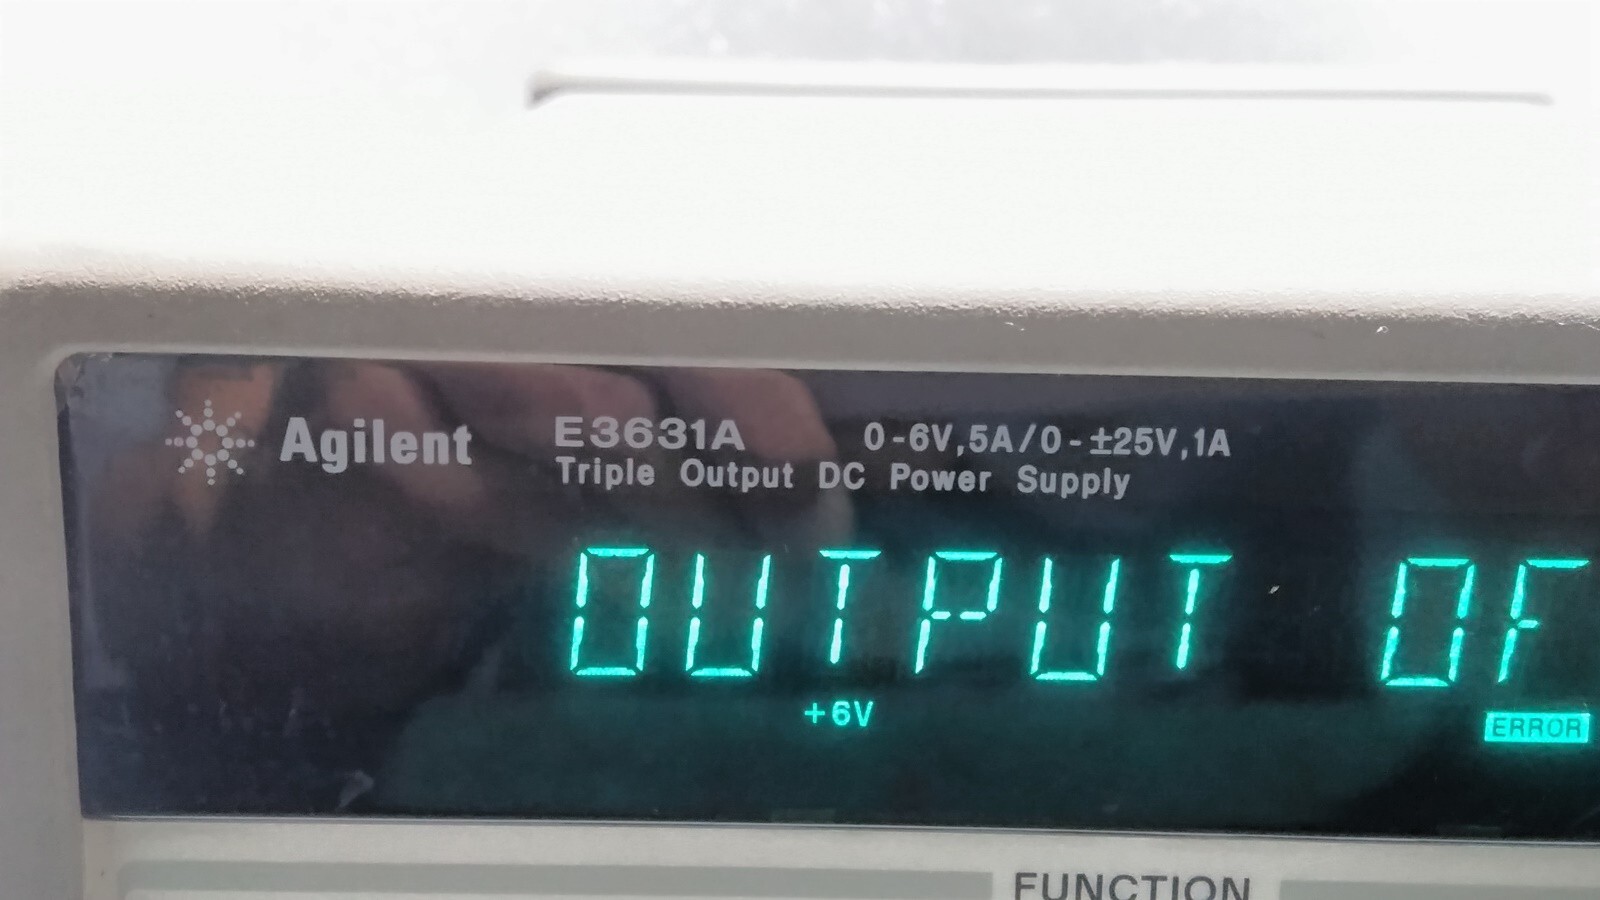 Agilent E3631A 0-6V,5A/0-±25V,1A
Triple Output DC Power Supply
OUTPUT OF
+6V
ERROR
FUNCTION